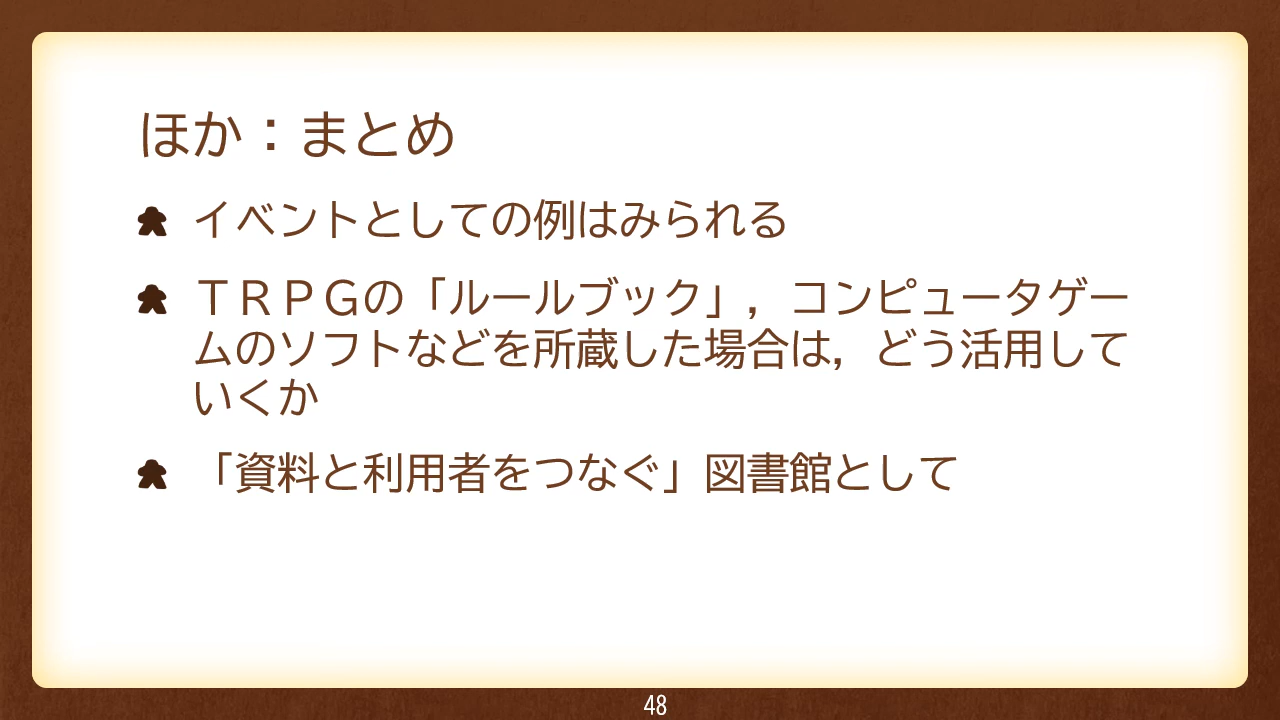 ほか：まとめ
イベントとしての例はみられる
ＴＲＰＧの「ルールブック」，コンピュータゲー
ムのソフトなどを所蔵した場合は，どう活用して
いくか
「資料と利用者をつなぐ」図書館として
48